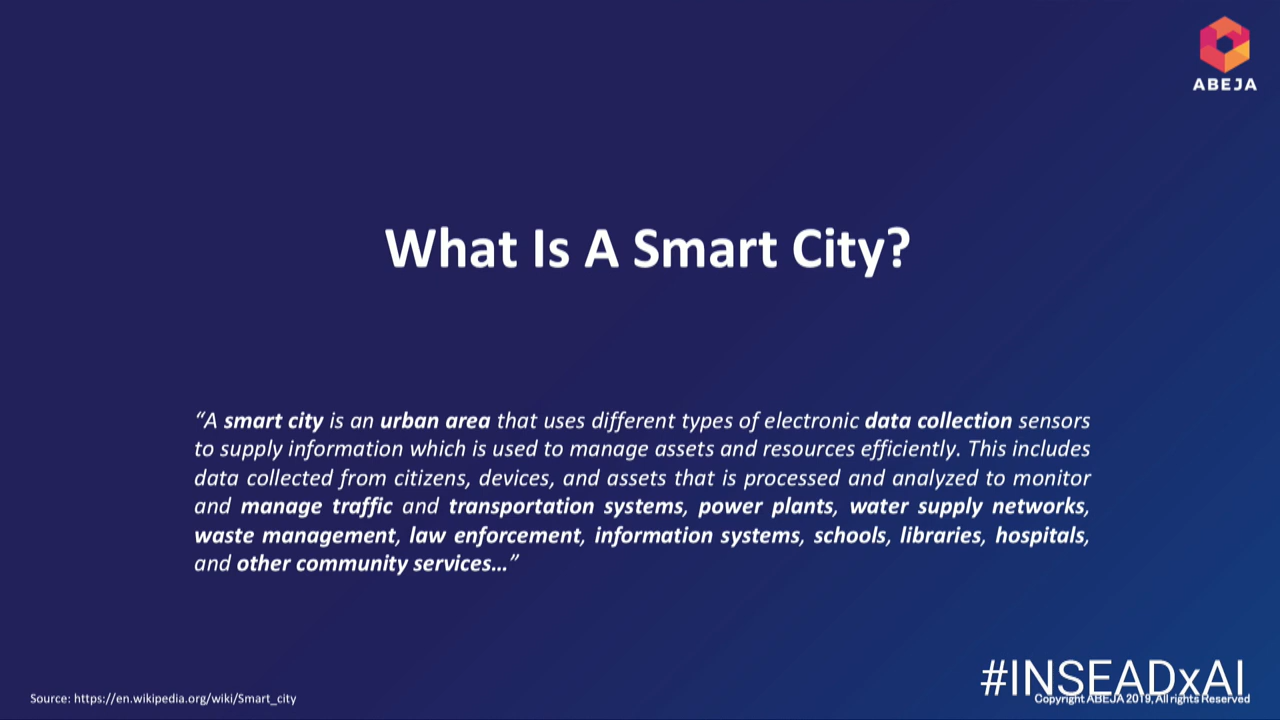 ABEJA
What Is A Smart City?
“A smart city is an urban area that uses different types of electronic data collection sensors
to supply information which is used to manage assets and resources efficiently. This includes
data collected from citizens, devices, and assets that is processed and analyzed to monitor
and manage traffic and transportation systems, power plants, water supply networks,
waste management, law enforcement, information systems, schools, libraries, hospitals,
and other community services…”
#INSEADxAI
Source: https://en.wikipedia.org/wiki/Smart_city
Copyright ABEJA 2019, All rights Reserved